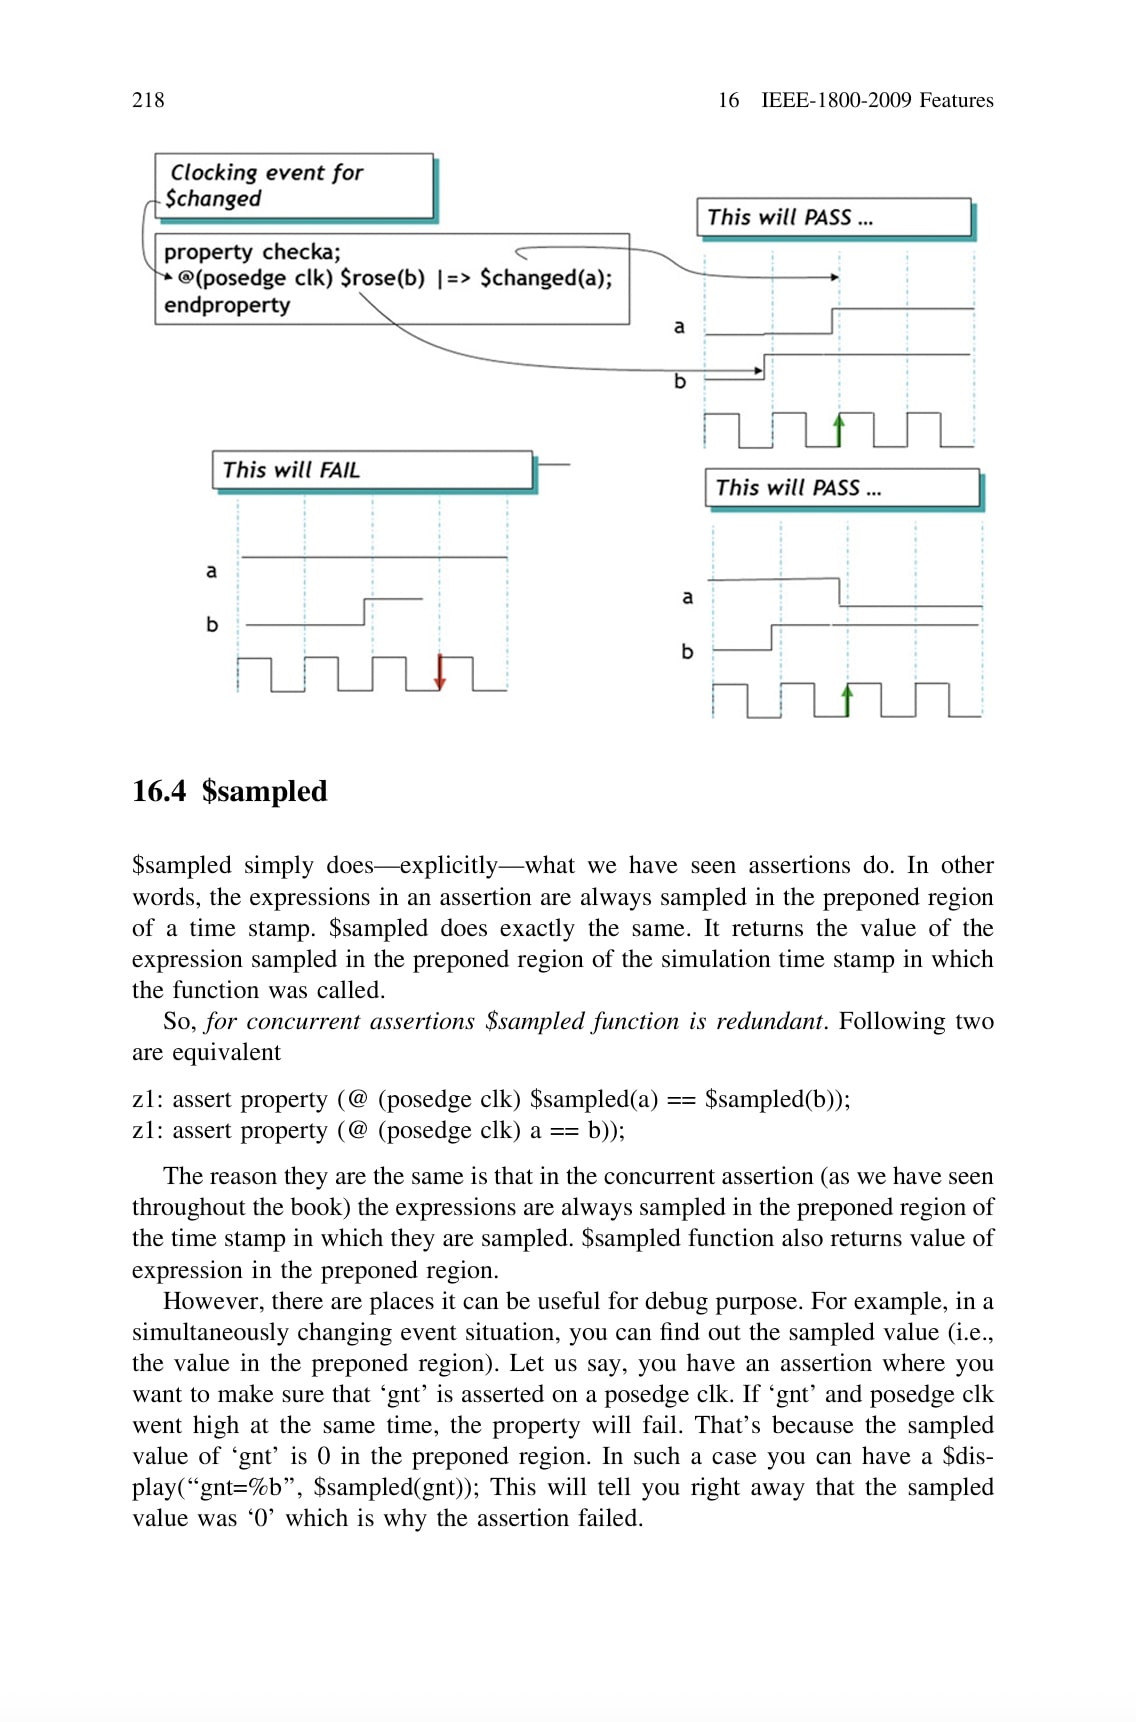 218
16 IEEE-1800-2009 Features
Clocking event for
$changed
This will PASS ...
property checka;
@(posedge clk) $rose(b) |=> $changed(a);
endproperty
a
b
This will FAIL
This will PASS ...
a
b
a
b
16.4 $sampled
$sampled simply does—explicitly—what we have seen assertions do. In other
words, the expressions in an assertion are always sampled in the preponed region
of a time stamp. $sampled does exactly the same. It returns the value of the
expression sampled in the preponed region of the simulation time stamp in which
the function was called.
So, for concurrent assertions $sampled function is redundant. Following two
are equivalent
z1: assert property (@ (posedge clk) $sampled(a) == $sampled(b));
z1: assert property (@ (posedge clk) a == b));
The reason they are the same is that in the concurrent assertion (as we have seen
throughout the book) the expressions are always sampled in the preponed region of
the time stamp in which they are sampled. $sampled function also returns value of
expression in the preponed region.
However, there are places it can be useful for debug purpose. For example, in a
simultaneously changing event situation, you can find out the sampled value (i.e.,
the value in the preponed region). Let us say, you have an assertion where you
want to make sure that ‘gnt’ is asserted on a posedge clk. If ‘gnt’ and posedge clk
went high at the same time, the property will fail. That’s because the sampled
value of ‘gnt’ is 0 in the preponed region. In such a case you can have a $dis-
play(“gnt=%b”, $sampled(gnt)); This will tell you right away that the sampled
value was ‘0’ which is why the assertion failed.